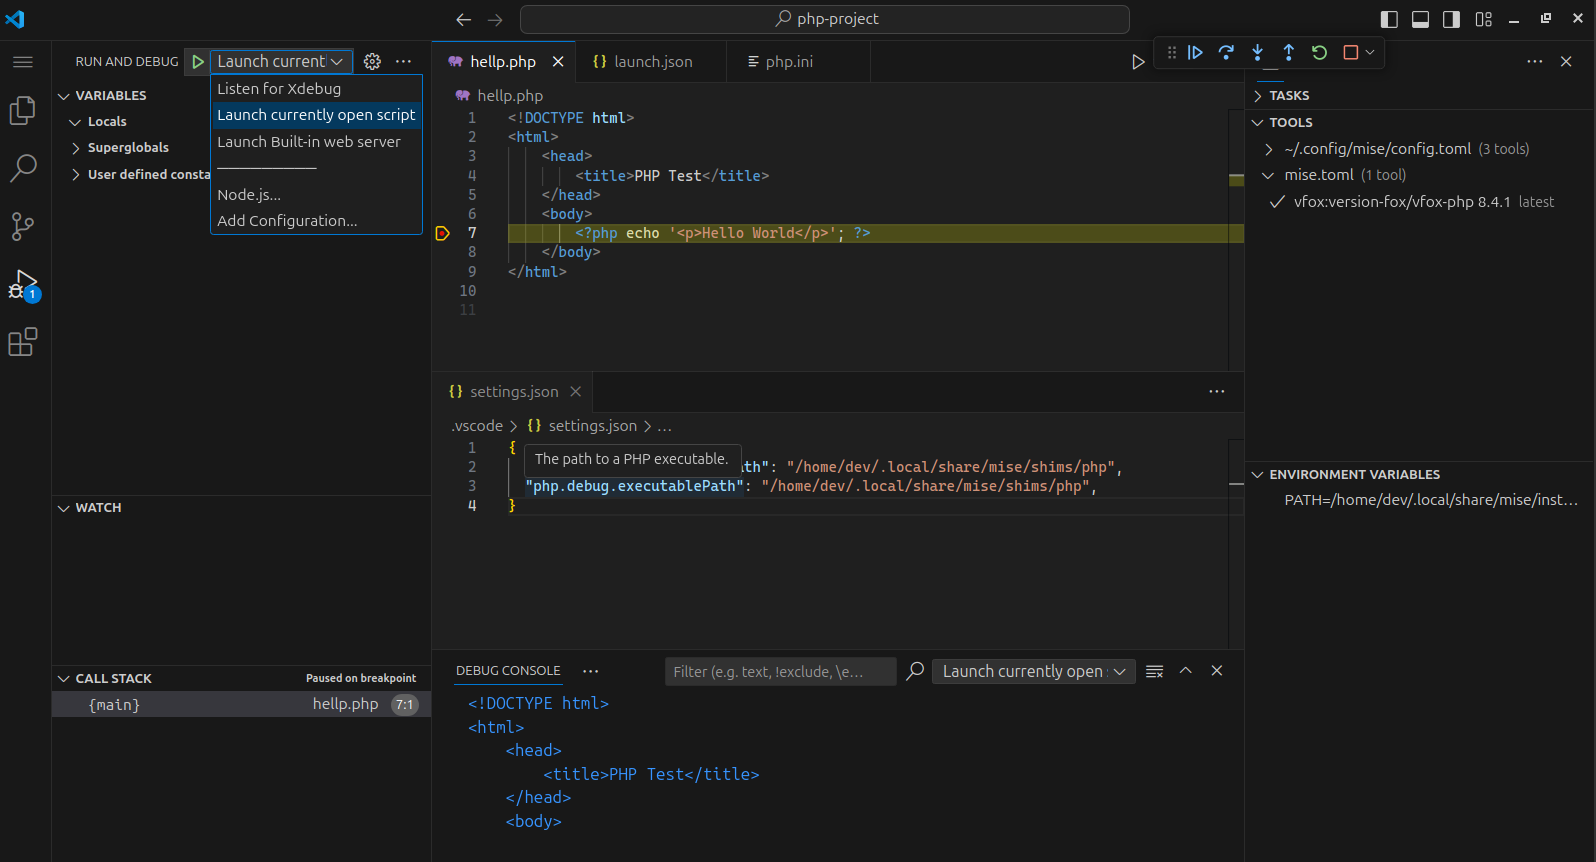 php-project
RUN AND DEBUG
Launch current
Listen for Xdebug
Launch currently open script
Launch Built-in web server
─────────
Node.js...
Add Configuration...
VARIABLES
Locals
Superglobals
User defined consta
WATCH
CALL STACK
Paused on breakpoint
{main}
hellp.php
7:1
1
hellp.php
launch.json
php.ini
hellp.php
1 <!DOCTYPE html>
2 <html>
3 <head>
4 <title>PHP Test</title>
5 </head>
6 <body>
7 <?php echo '<p>Hello World</p>'; ?>
8 </body>
9 </html>
10
11
{} settings.json
.vscode > {} settings.json > ...
1 {
The path to a PHP executable.
2 ath": "/home/dev/.local/share/mise/shims/php",
3 "php.debug.executablePath": "/home/dev/.local/share/mise/shims/php",
4 }
DEBUG CONSOLE
Filter (e.g. text, !exclude, \e...
Launch currently open
<!DOCTYPE html>
<html>
<head>
<title>PHP Test</title>
</head>
<body>
TASKS
TOOLS
~/.config/mise/config.toml (3 tools)
mise.toml (1 tool)
vfox:version-fox/vfox-php 8.4.1 latest
ENVIRONMENT VARIABLES
PATH=/home/dev/.local/share/mise/inst...